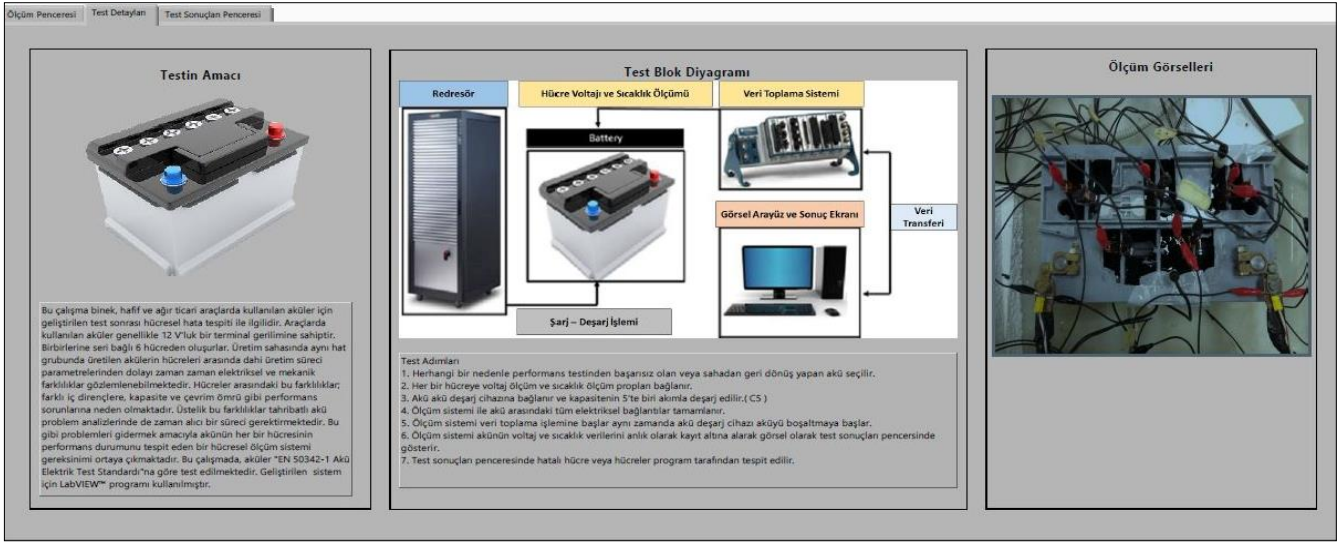 Ölçüm Penceresi
Test Detayları
Test Sonuçları Penceresi
Testin Amacı
Bu çalışma binek, hafif ve ağır ticari araçlarda kullanılan aküler için
geliştirilen test sonrası hücresel hata tespiti ile ilgilidir. Araçlarda
kullanılan aküler genellikle 12 V'luk bir terminal gerilimine sahiptir.
Birbirlerine seri bağlı 6 hücreden oluşurlar. Üretim sahasında aynı hat
grubunda üretilen akülerin hücreleri arasında dahi üretim süreci
parametrelerinden dolayı zaman zaman elektriksel ve mekanik
farklılıklar gözlemlenebilmektedir. Hücreler arasındaki bu farklılıklar;
farklı iç dirençlere, kapasite ve çevrim ömrü gibi performans
sorunlarına neden olmaktadır. Üstelik bu farklılıklar tahribatlı akü
problem analizlerinde de zaman alıcı bir süreci gerektirmektedir. Bu
gibi problemleri gidermek amacıyla akünün her bir hücresinin
performans durumunu tespit eden bir hücresel ölçüm sistemi
gereksinimi ortaya çıkmaktadır. Bu çalışmada, aküler "EN 50342-1 Akü
Elektrik Test Standardı"na göre test edilmektedir. Geliştirilen sistem
için LabVIEW™ programı kullanılmıştır.
Test Blok Diyagramı
Redresör
Hücre Voltajı ve Sıcaklık Ölçümü
Veri Toplama Sistemi
Battery
Görsel Arayüz ve Sonuç Ekranı
Veri
Transferi
Şarj – Deşarj İşlemi
Test Adımları
1. Herhangi bir nedenle performans testinden başarısız olan veya sahadan geri dönüş yapan akü seçilir.
2. Her bir hücreye voltaj ölçüm ve sıcaklık ölçüm propları bağlanır.
3. Akü akü deşarj cihazına bağlanır ve kapasitenin 5'te biri akımla deşarj edilir.( C5 )
4. Ölçüm sistemi ile akü arasındaki tüm elektriksel bağlantılar tamamlanır.
5. Ölçüm sistemi veri toplama işlemine başlar aynı zamanda akü deşarj cihazı aküyü boşaltmaya başlar.
6. Ölçüm sistemi akünün voltaj ve sıcaklık verilerini anlık olarak kayıt altına alarak görsel olarak test sonuçları pencersinde
gösterir.
7. Test sonuçları penceresinde hatalı hücre veya hücreler program tarafından tespit edilir.
Ölçüm Görselleri